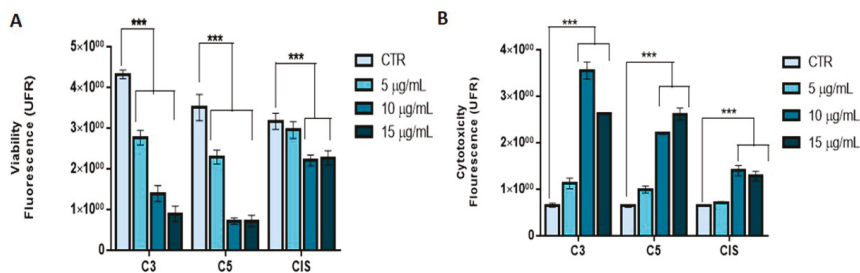 A
***
***
***
Viability
Fluorescence (UFR)
5×10⁰⁰
4×10⁰⁰
3×10⁰⁰
2×10⁰⁰
1×10⁰⁰
0
C3
C5
CIS
CTR
5 µg/mL
10 µg/mL
15 µg/mL
B
***
***
***
Cytotoxicity
Flourescence (UFR)
4×10⁰⁰
3×10⁰⁰
2×10⁰⁰
1×10⁰⁰
0
C3
C5
CIS
CTR
5 µg/mL
10 µg/mL
15 µg/mL